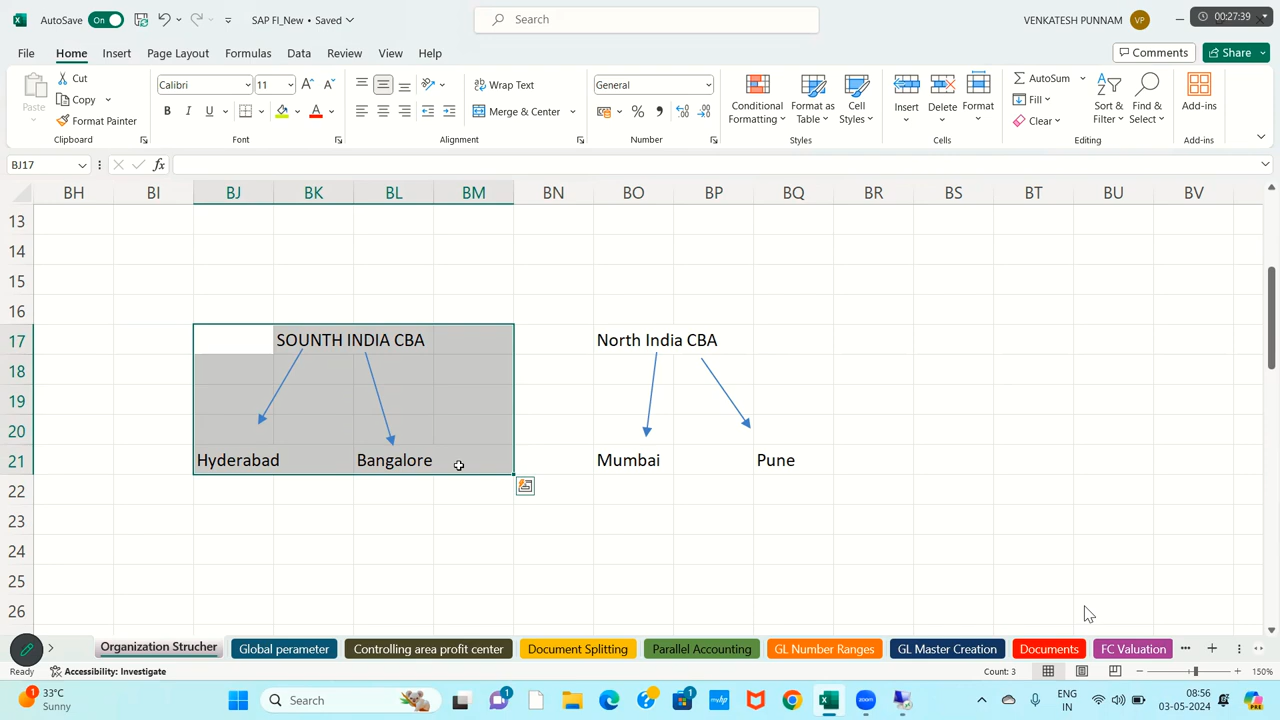 AutoSave On SAP FI_New • Saved Search VENKATESH PUNNAM VP 00:27:39
File Home Insert Page Layout Formulas Data Review View Help Comments Share
Paste Cut Copy Format Painter Clipboard
Calibri 11 B I U A Font
Wrap Text Merge & Center Alignment
General % Number
Conditional Formatting Format as Table Cell Styles Styles
Insert Delete Format Cells
AutoSum Fill Clear Sort & Filter Find & Select Editing
Add-ins Add-ins
BJ17 fx
BH BI BJ BK BL BM BN BO BP BQ BR BS BT BU BV
13
14
15
16
17 SOUNTH INDIA CBA North India CBA
18
19
20
21 Hyderabad Bangalore Mumbai Pune
22
23
24
25
26
Organization Strucher Global perameter Controlling area profit center Document Splitting Parallel Accounting GL Number Ranges GL Master Creation Documents FC Valuation
Ready Accessibility: Investigate Count: 3 150%
1 33°C Search 1 1 ENG 08:56
Sunny IN 03-05-2024